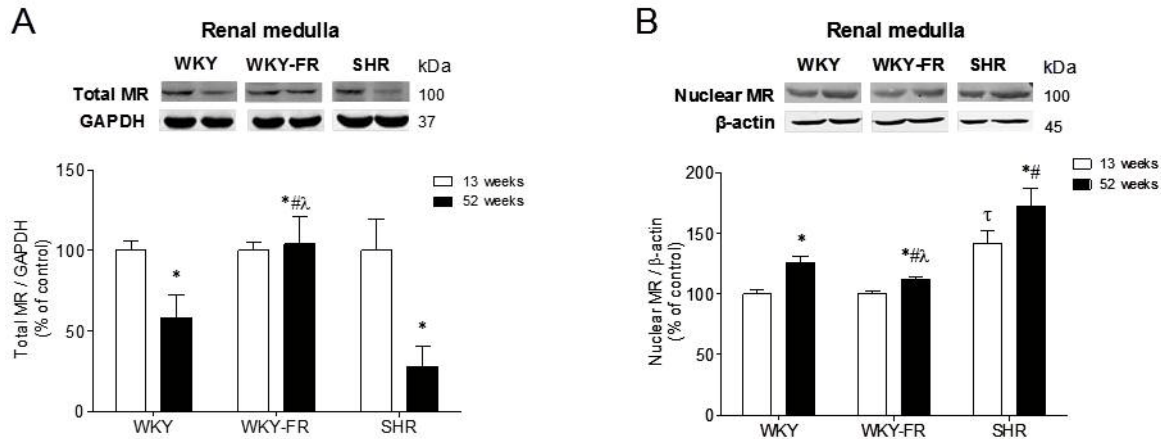 A
Renal medulla
WKY WKY-FR SHR kDa
Total MR 100
GAPDH 37
13 weeks
52 weeks
Total MR / GAPDH
(% of control)
150
100
50
0
*
*#λ
*
WKY WKY-FR SHR
B
Renal medulla
WKY WKY-FR SHR kDa
Nuclear MR 100
β-actin 45
13 weeks
52 weeks
Nuclear MR / β-actin
(% of control)
200
150
100
50
0
*
*#λ
τ
*#
WKY WKY-FR SHR